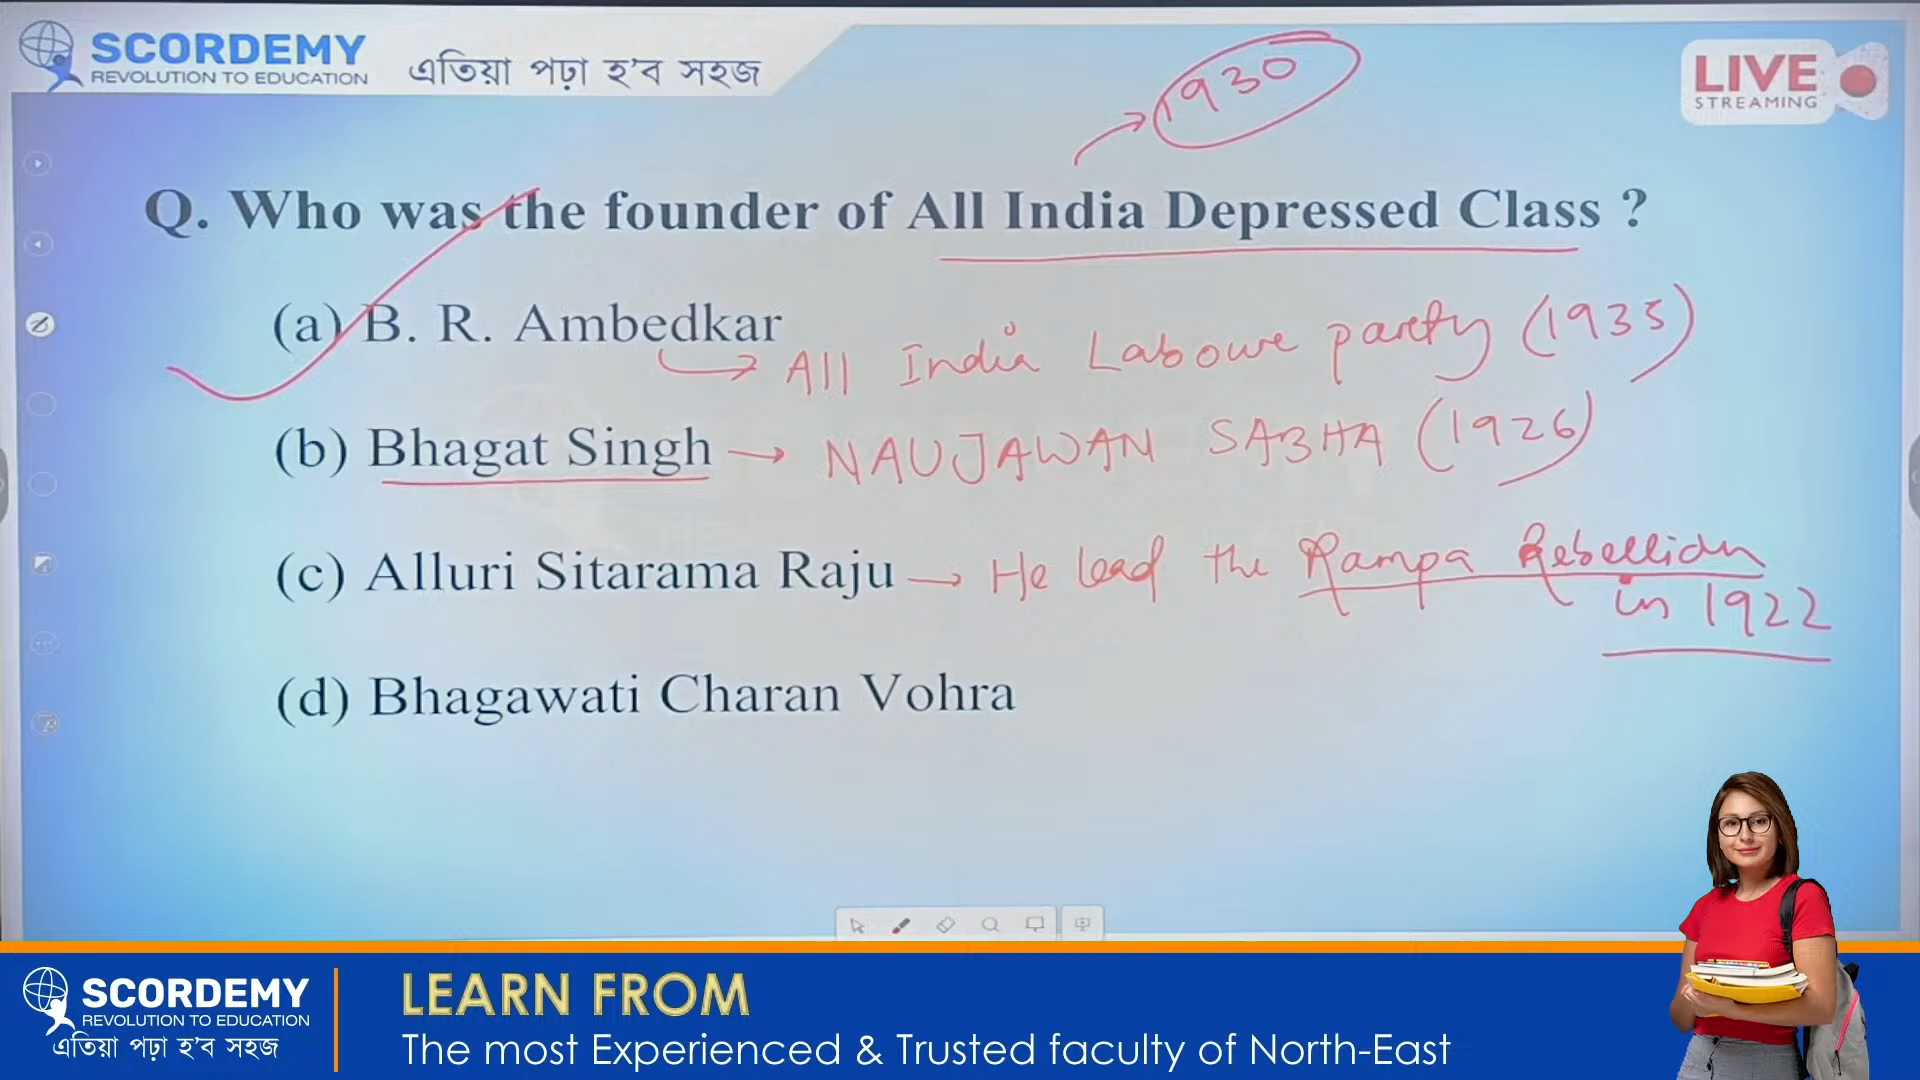 SCORDEMY
REVOLUTION TO EDUCATION
এতিয়া পঢ়া হ'ব সহজ
1930
LIVE
STREAMING
Q. Who was the founder of All India Depressed Class ?
(a) B. R. Ambedkar
→ All India Laboure party (1935)
(b) Bhagat Singh → NAUJAWAN SABHA (1926)
(c) Alluri Sitarama Raju → He lead the Rampa Rebellion
in 1922
(d) Bhagawati Charan Vohra
SCORDEMY
REVOLUTION TO EDUCATION
এতিয়া পঢ়া হ'ব সহজ
LEARN FROM
The most Experienced & Trusted faculty of North-East